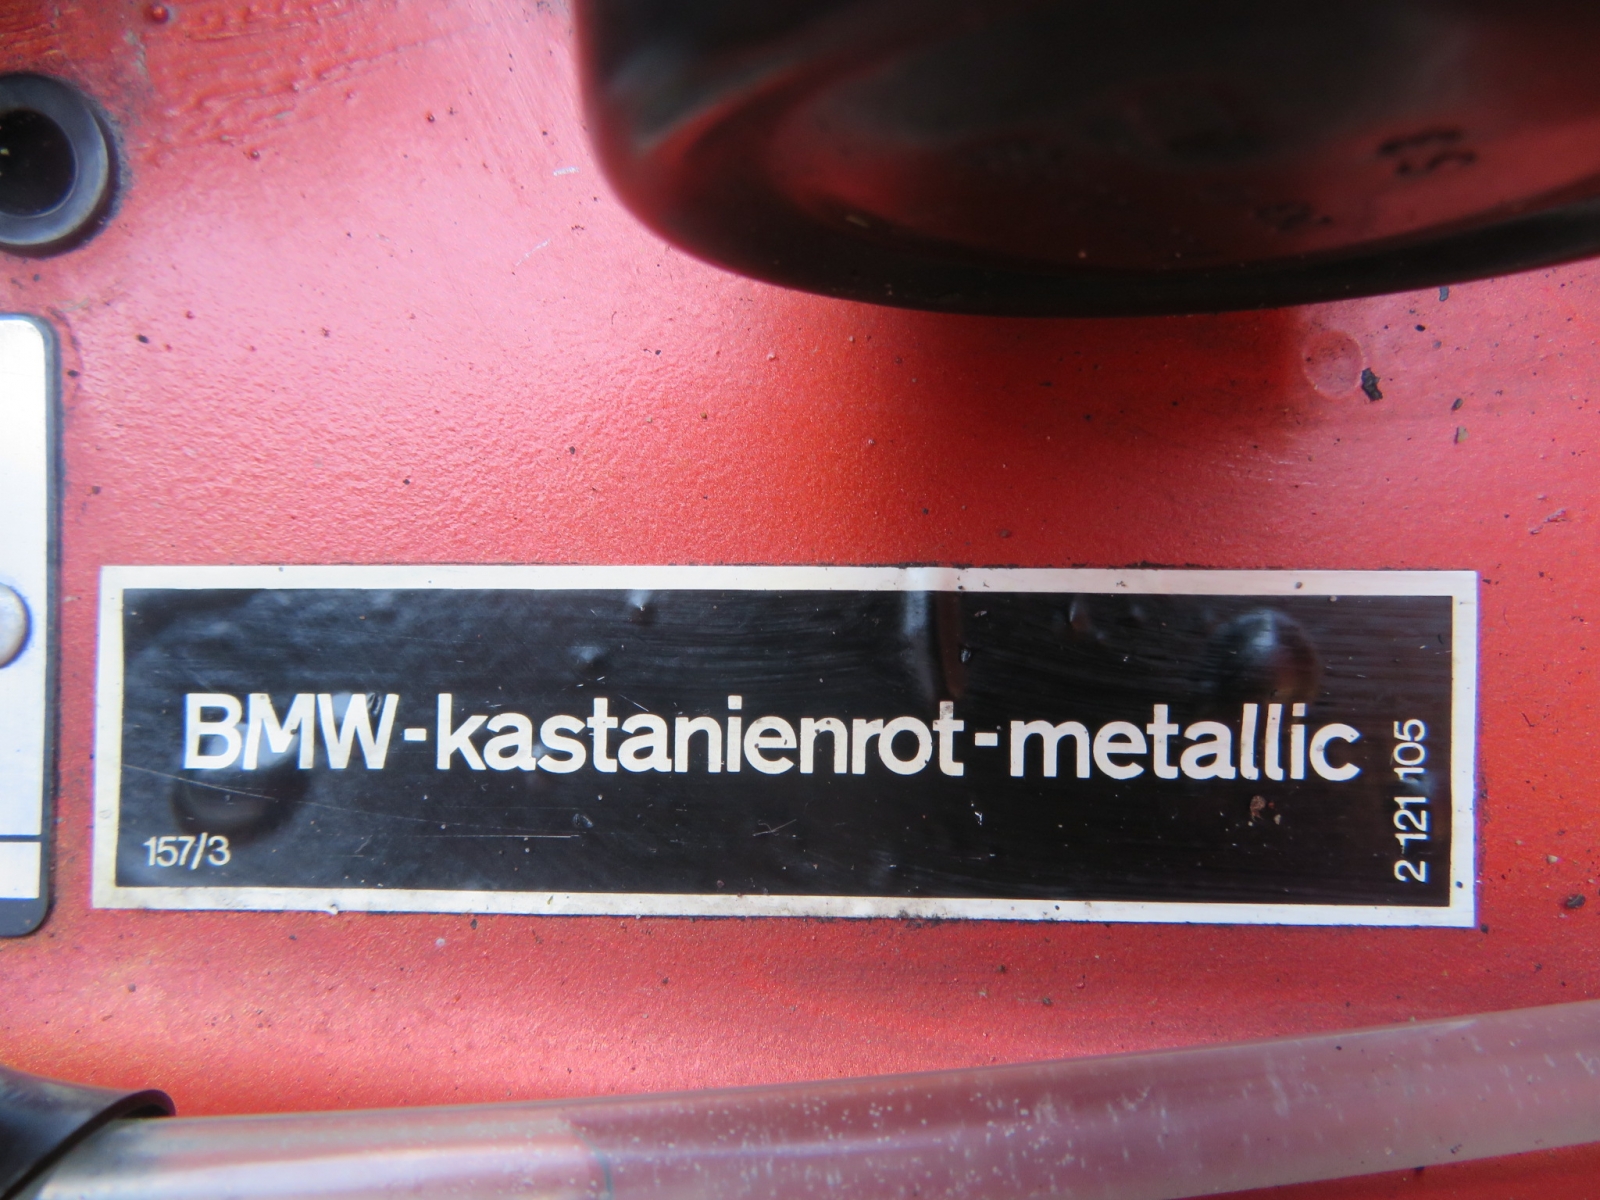 BMW-kastanienrot-metallic
157/3
2 121 105